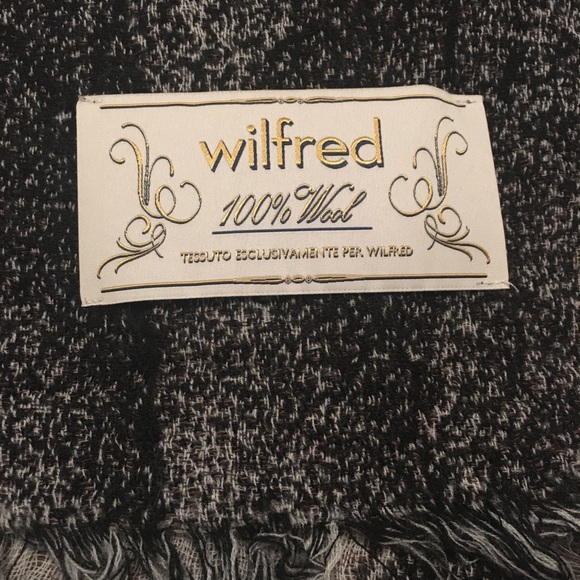 wilfred
100% Wool
TESSUTO ESCLUSIVAMENTE PER WILFRED